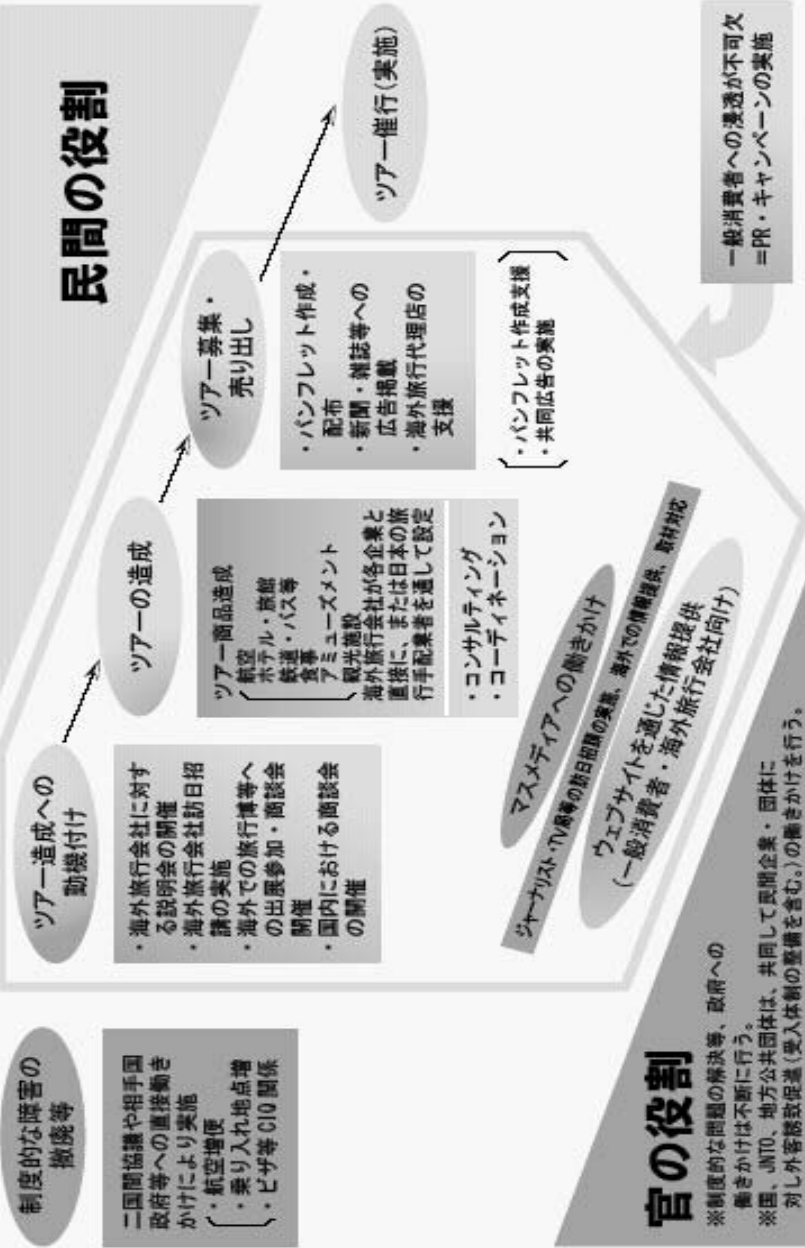 民間の役割
制度的な障害の
撤廃等
二国間協議や相手国
政府等への直接働き
かけにより実施
・航空増便
・乗り入れ地点増
・ビザ等CIQ関係
ツアー造成への
動機付け
・海外旅行会社に対す
る説明会の開催
・海外旅行会社訪日招
請の実施
・海外での旅行博等へ
の出展参加・商談会
開催
・国内における商談会
の開催
ツアーの造成
ツアー商品造成
航空
ホテル・旅館
鉄道・バス等
食事
アミューズメント
観光施設
海外旅行会社が各企業と
直接に、または日本の旅
行手配業者を通して設定
・コンサルティング
・コーディネーション
ツアー募集・
売り出し
・パンフレット作成・
配布
・新聞・雑誌等への
広告掲載
・海外旅行代理店の
支援
・パンフレット作成支援
・共同広告の実施
ツアー催行(実施)
マスメディアへの働きかけ
ジャーナリスト・TV局等の訪日招請の実施、海外での情報提供、取材対応
ウェブサイトを通じた情報提供
(一般消費者・海外旅行会社向け)
一般消費者への浸透が不可欠
=PR・キャンペーンの実施
官の役割
※制度的な問題の解決等、政府への
働きかけは不断に行う。
※国、JNTO、地方公共団体は、共同して民間企業・団体に
対し外客誘致促進(受入体制の整備を含む。)の働きかけを行う。